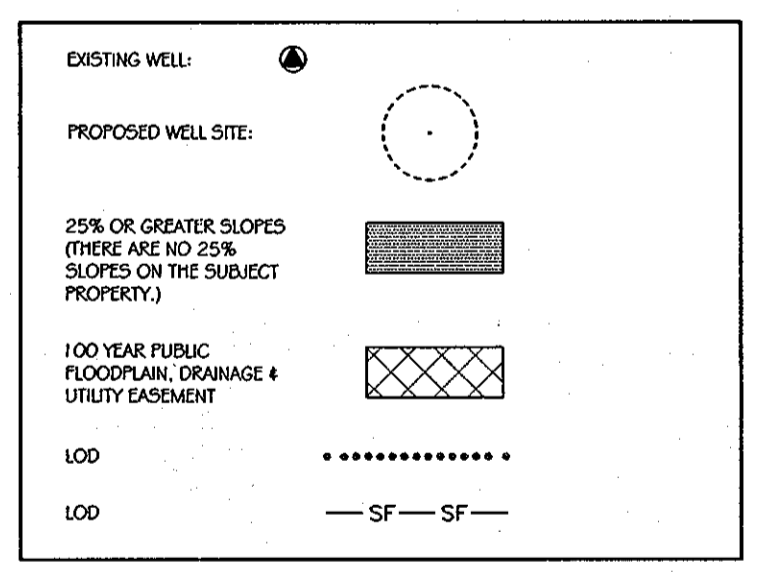 EXISTING WELL:
PROPOSED WELL SITE:
25% OR GREATER SLOPES
(THERE ARE NO 25%
SLOPES ON THE SUBJECT
PROPERTY.)
100 YEAR PUBLIC
FLOODPLAIN, DRAINAGE &
UTILITY EASEMENT
LOD
LOD — SF — SF —